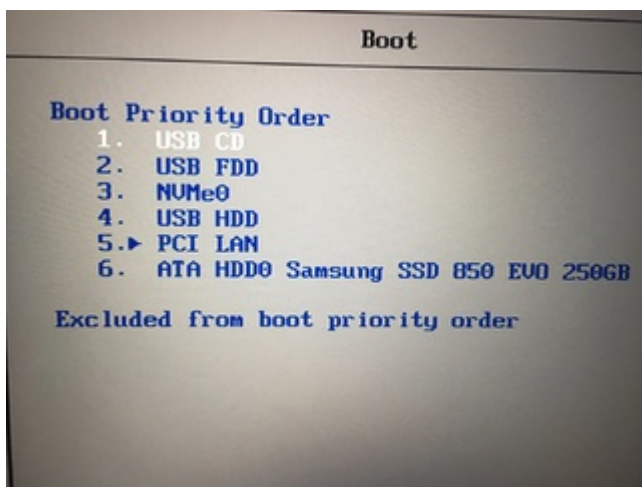 Boot
Boot Priority Order
1. USB CD
2. USB FDD
3. NVMe0
4. USB HDD
5.▶ PCI LAN
6. ATA HDD0 Samsung SSD 850 EVO 250GB
Excluded from boot priority order